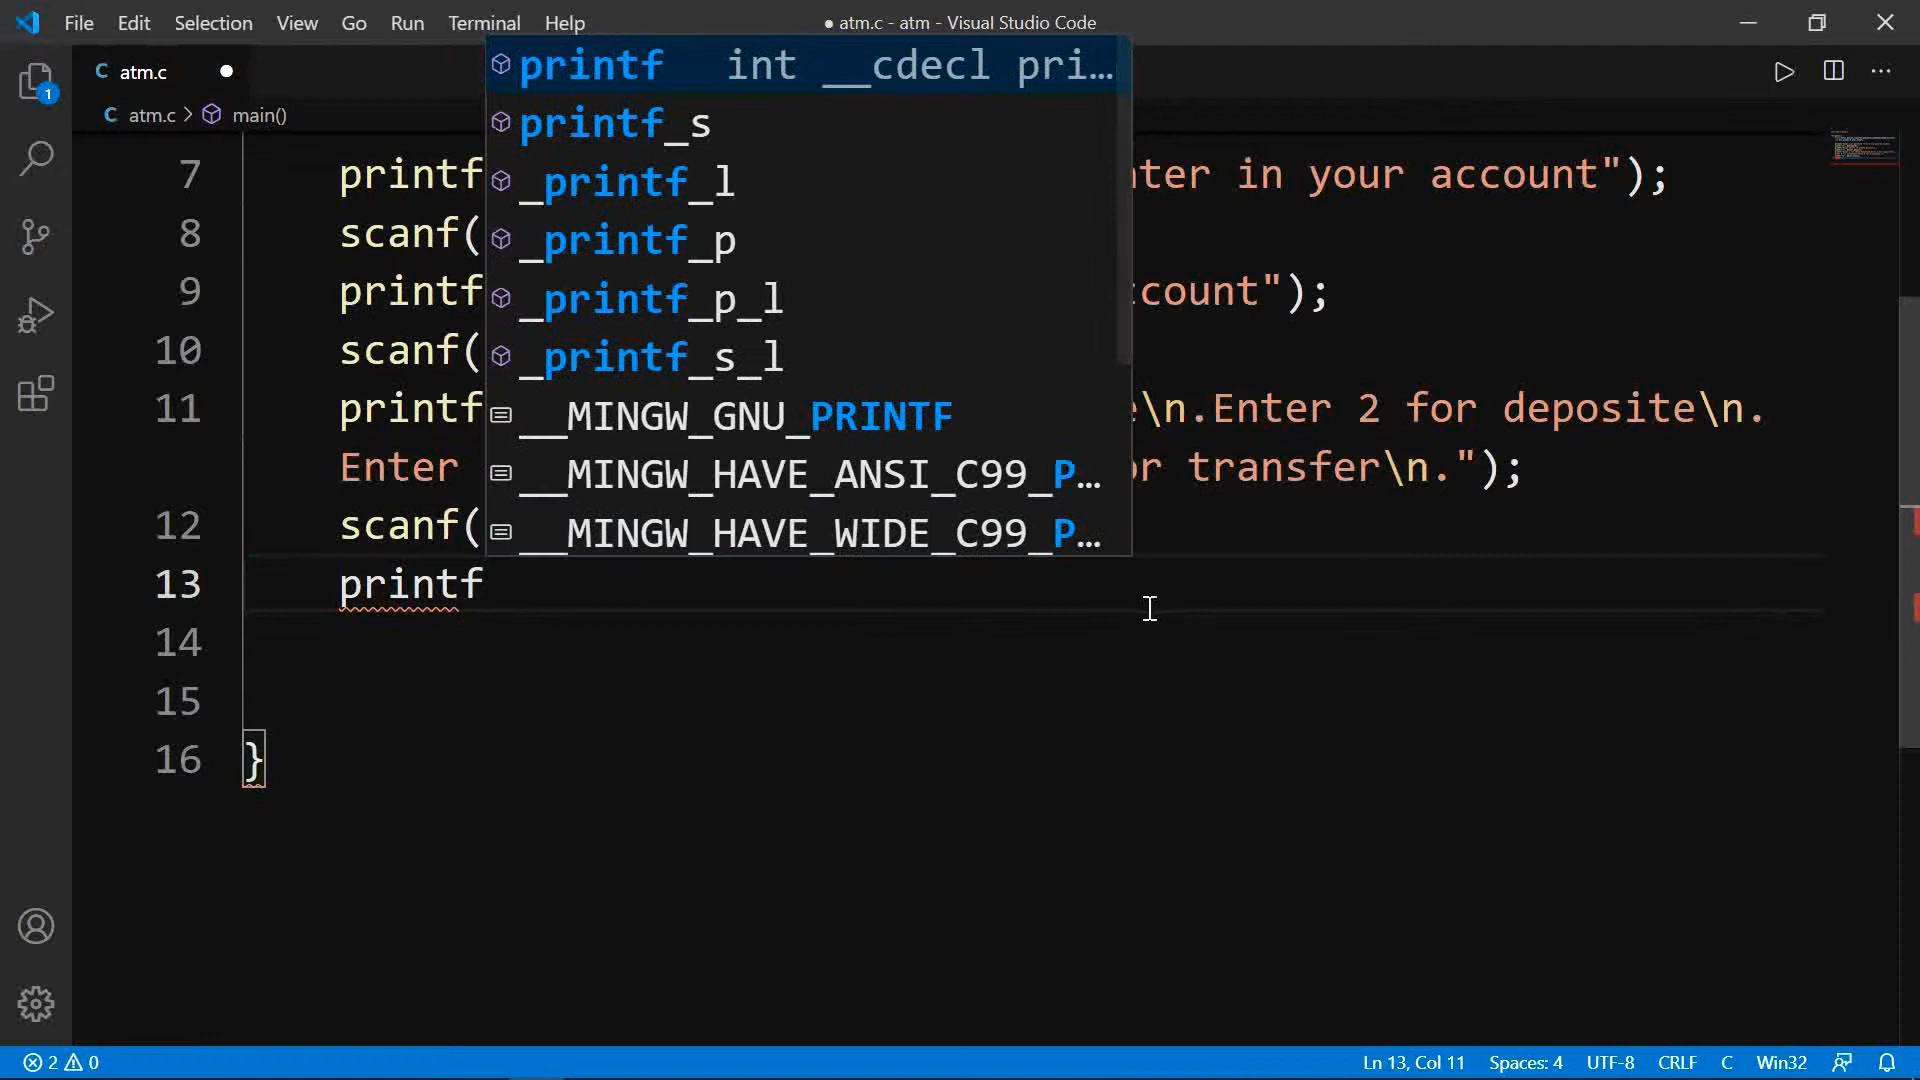 File Edit Selection View Go Run Terminal Help ● atm.c - atm - Visual Studio Code
atm.c
1
atm.c > main()
printf int __cdecl pri…
printf_s
_printf_l
_printf_p
_printf_p_l
_printf_s_l
__MINGW_GNU_PRINTF
__MINGW_HAVE_ANSI_C99_P…
__MINGW_HAVE_WIDE_C99_P…
7 printf nter in your account");
8 scanf(
9 printf count");
10 scanf(
11 printf e\n.Enter 2 for deposite\n.
Enter or transfer\n.");
12 scanf(
13 printf
14
15
16 }
2 0 Ln 13, Col 11 Spaces: 4 UTF-8 CRLF C Win32